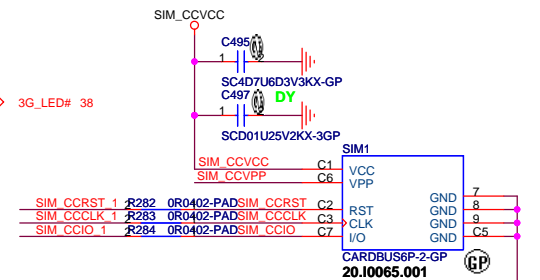 SIM_CCVCC
C495
1
SC4D7U6D3V3KX-GP
DY
C497
3G_LED# 38
1
SCD01U25V2KX-3GP
SIM1
SIM_CCVCC C1 VCC
SIM_CCVPP C6 VPP
GND 7
SIM_CCRST_1 R282 0R0402-PAD SIM_CCRST C2 RST GND 8
SIM_CCCLK_1 R283 0R0402-PAD SIM_CCCLK C3 CLK GND 9
SIM_CCIO_1 R284 0R0402-PAD SIM_CCIO C7 I/O GND C5
CARDBUS6P-2-GP
GP
20.I0065.001